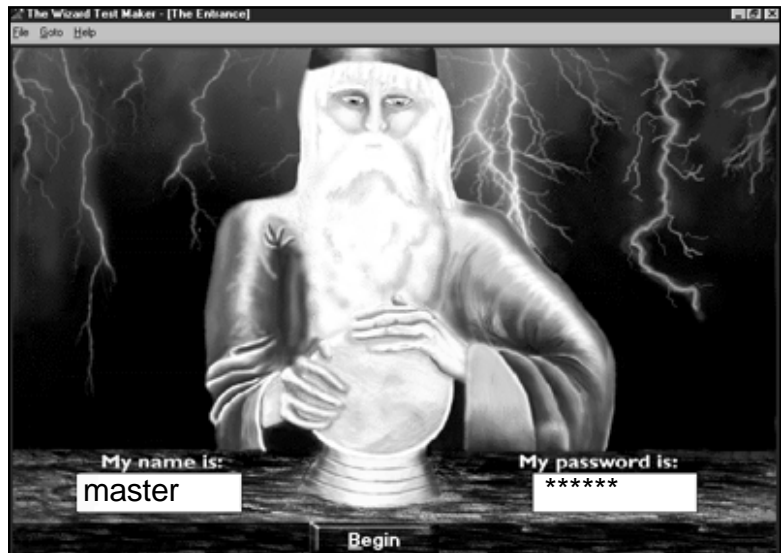 The Wizard Test Maker - [The Entrance]
File Goto Help
My name is: My password is:
master ******
Begin